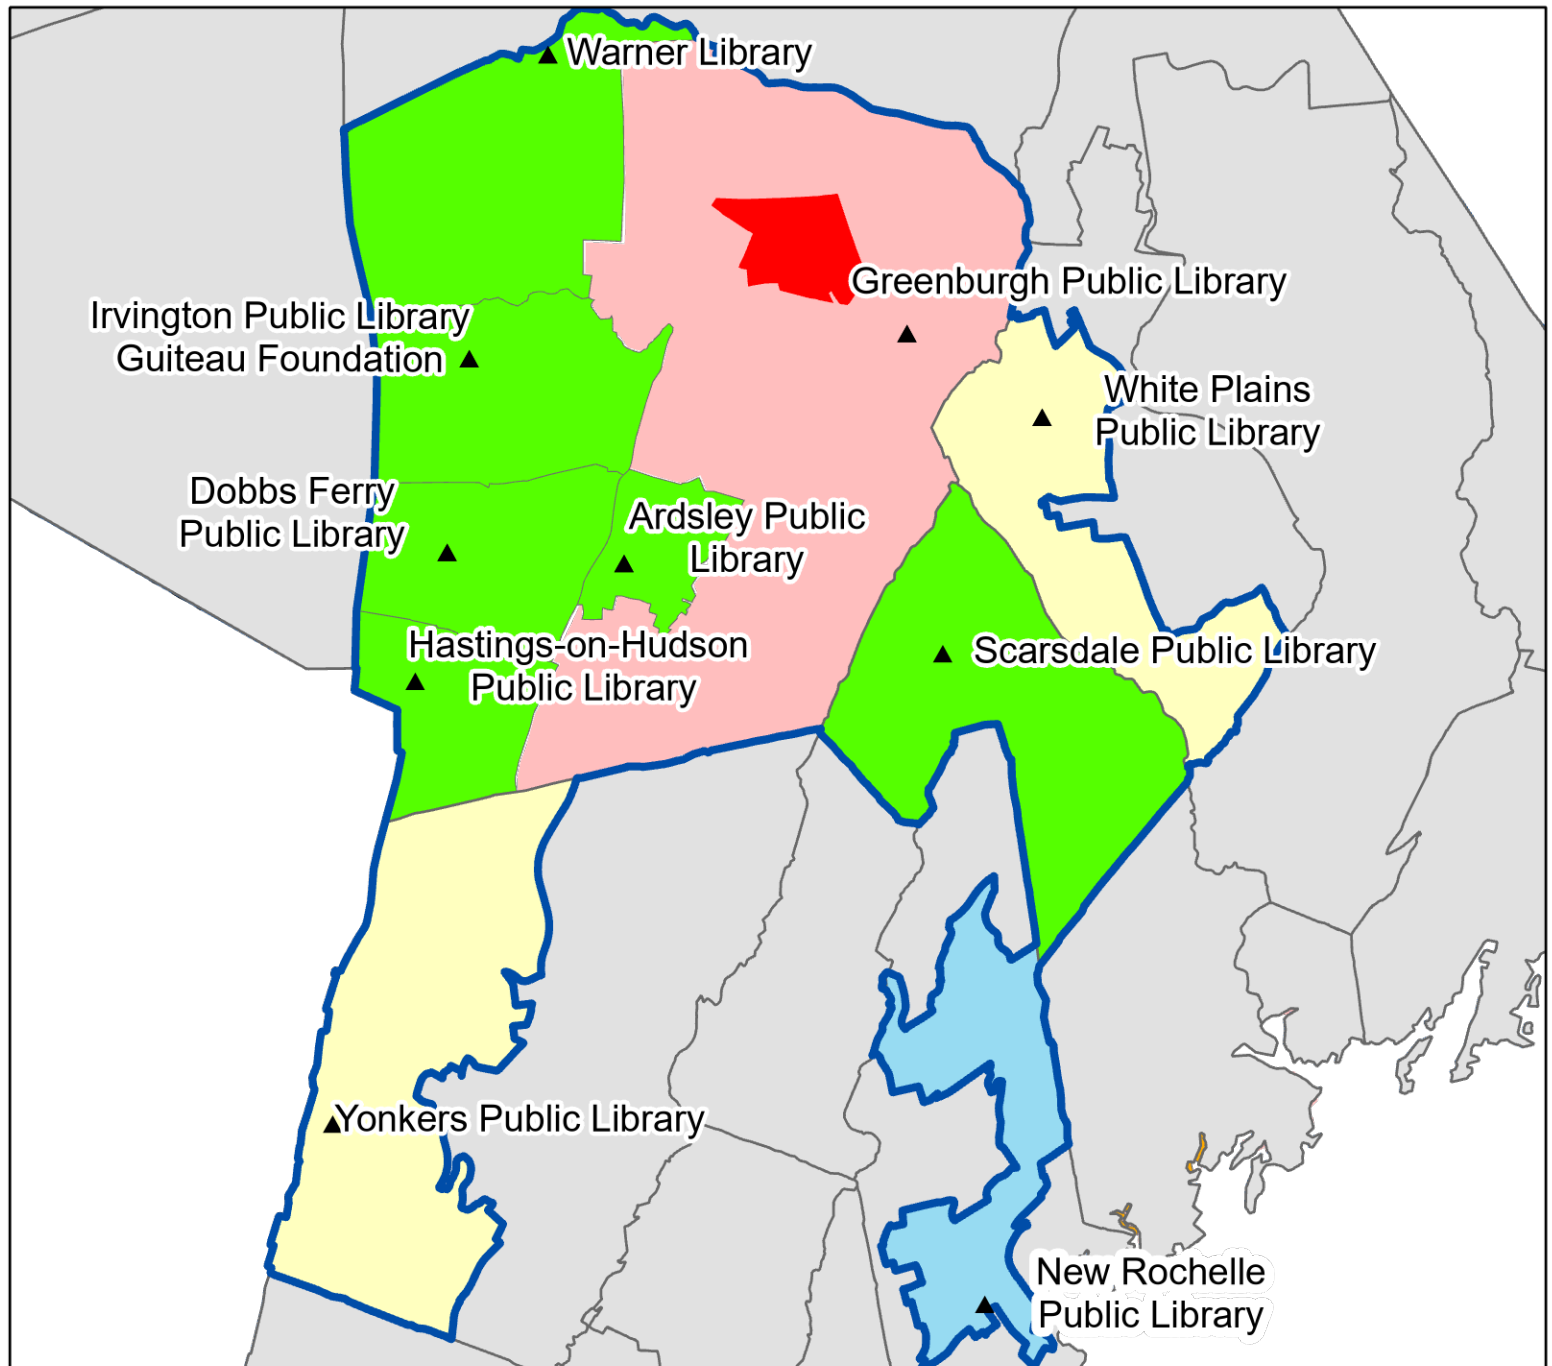 Warner Library
Greenburgh Public Library
Irvington Public Library
Guiteau Foundation
White Plains
Public Library
Dobbs Ferry
Public Library
Ardsley Public
Library
Hastings-on-Hudson
Public Library
Scarsdale Public Library
Yonkers Public Library
New Rochelle
Public Library